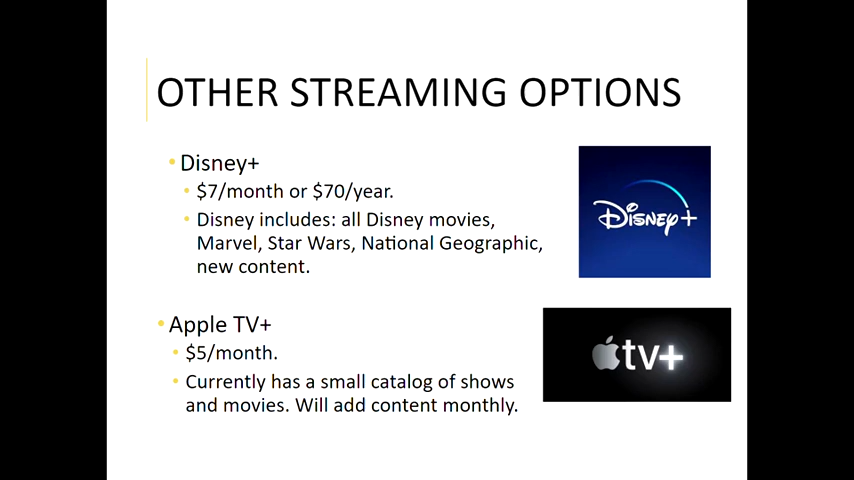 OTHER STREAMING OPTIONS
• Disney+
• $7/month or $70/year.
• Disney includes: all Disney movies,
Marvel, Star Wars, National Geographic,
new content.
Disney+
• Apple TV+
• $5/month.
• Currently has a small catalog of shows
and movies. Will add content monthly.
tv+